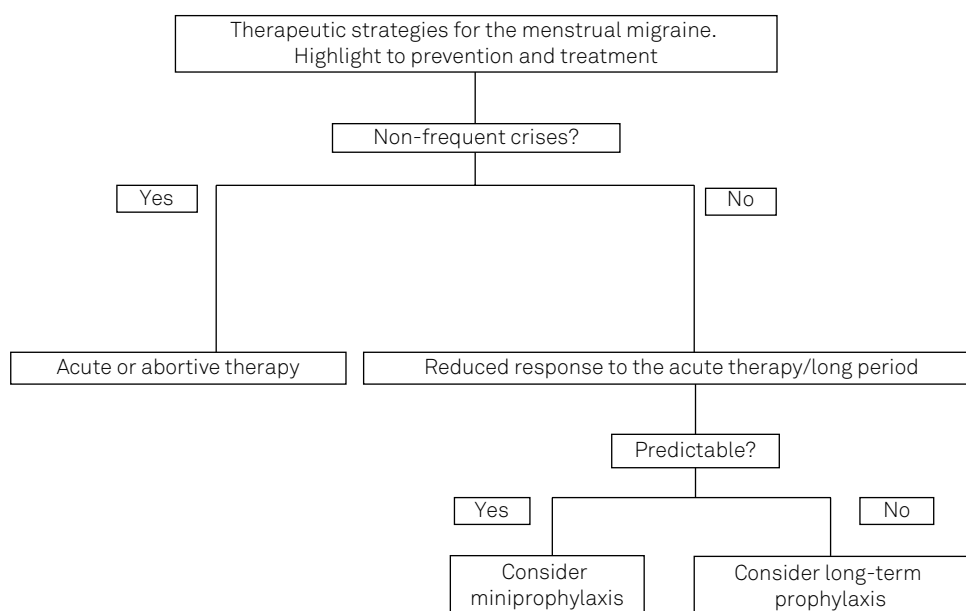 Therapeutic strategies for the menstrual migraine.
Highlight to prevention and treatment
Non-frequent crises?
Yes
No
Acute or abortive therapy
Reduced response to the acute therapy/long period
Predictable?
Yes
No
Consider
miniprophylaxis
Consider long-term
prophylaxis